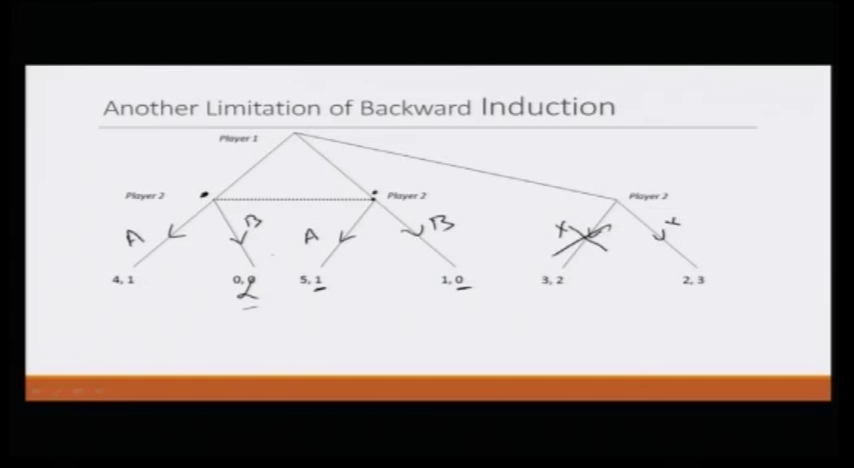 Another Limitation of Backward Induction
Player 1
Player 2
Player 2
Player 2
A
B
A
B
X
4, 1
0, 0
5, 1
1, 0
3, 2
2, 3
2